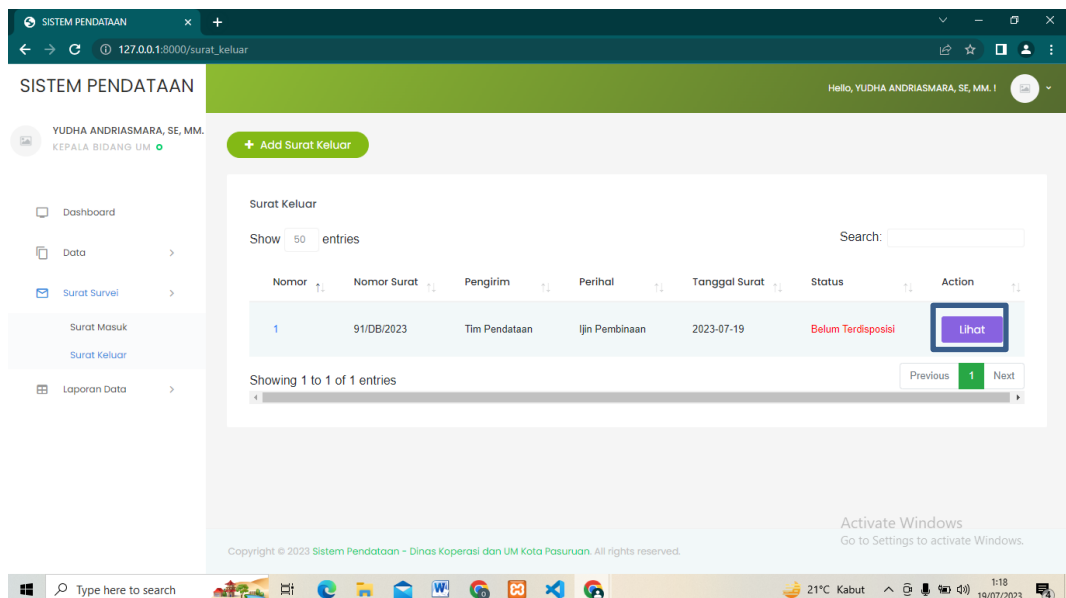 SISTEM PENDATAAN
127.0.0.1:8000/surat_keluar
SISTEM PENDATAAN
Hello, YUDHA ANDRIASMARA, SE, MM. !
YUDHA ANDRIASMARA, SE, MM.
KEPALA BIDANG UM
+ Add Surat Keluar
Dashboard
Data
Surat Survei
Surat Masuk
Surat Keluar
Laporan Data
Surat Keluar
Show 50 entries
Search:
Nomor Nomor Surat Pengirim Perihal Tanggal Surat Status Action
1 91/DB/2023 Tim Pendataan Ijin Pembinaan 2023-07-19 Belum Terdisposisi Lihat
Showing 1 to 1 of 1 entries
Previous 1 Next
Activate Windows
Go to Settings to activate Windows.
Copyright © 2023 Sistem Pendataan - Dinas Koperasi dan UM Kota Pasuruan. All rights reserved.
Type here to search
21°C Kabut
1:18
19/07/2023
4